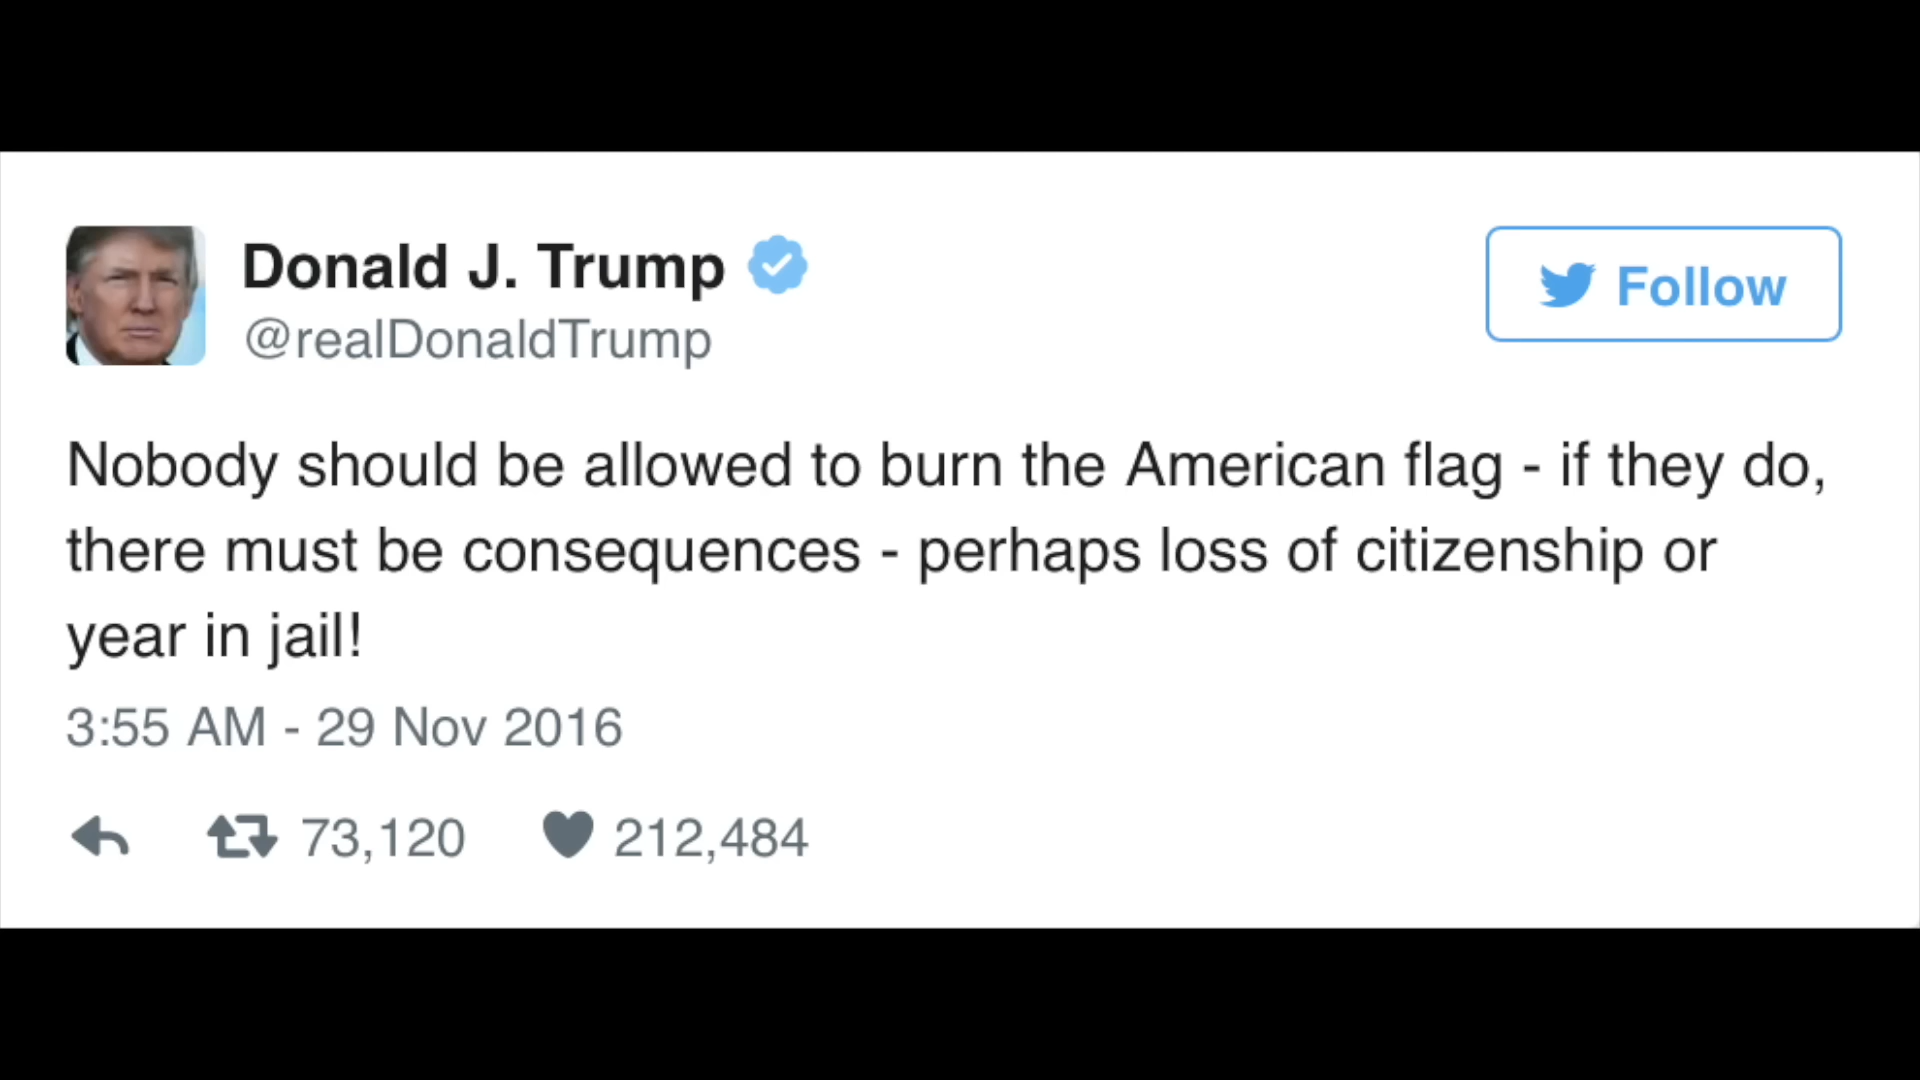 Donald J. Trump
@realDonaldTrump
Follow
Nobody should be allowed to burn the American flag - if they do,
there must be consequences - perhaps loss of citizenship or
year in jail!
3:55 AM - 29 Nov 2016
73,120 212,484